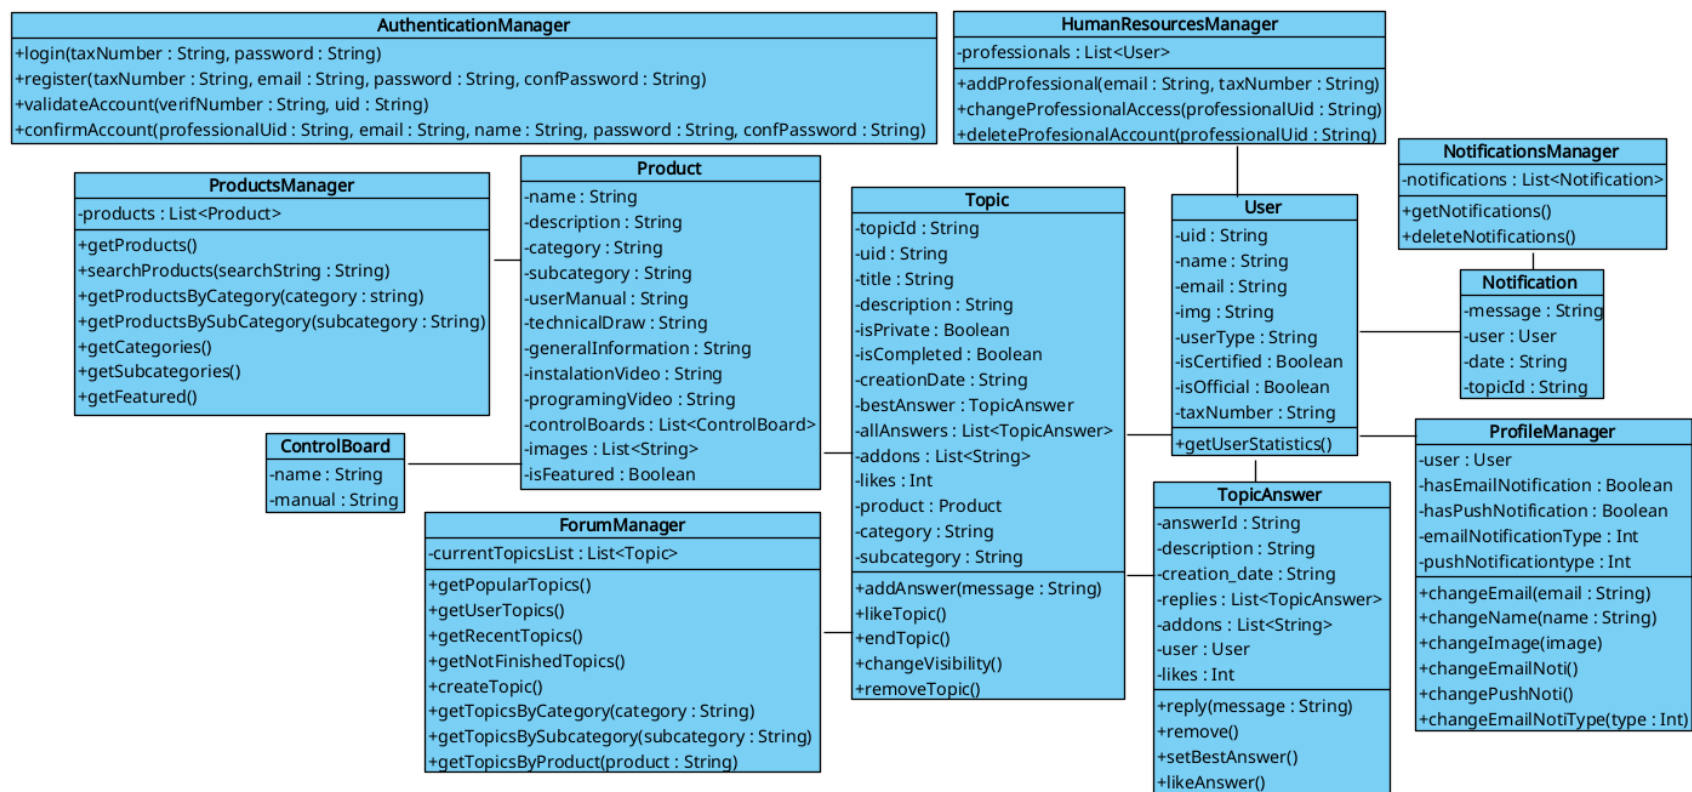 AuthenticationManager
+login(taxNumber : String, password : String)
+register(taxNumber : String, email : String, password : String, confPassword : String)
+validateAccount(verifNumber : String, uid : String)
+confirmAccount(professionalUid : String, email : String, name : String, password : String, confPassword : String)
HumanResourcesManager
-professionals : List<User>
+addProfessional(email : String, taxNumber : String)
+changeProfessionalAccess(professionalUid : String)
+deleteProfesionalAccount(professionalUid : String)
ProductsManager
-products : List<Product>
+getProducts()
+searchProducts(searchString : String)
+getProductsByCategory(category : string)
+getProductsBySubCategory(subcategory : String)
+getCategories()
+getSubcategories()
+getFeatured()
Product
-name : String
-description : String
-category : String
-subcategory : String
-userManual : String
-technicalDraw : String
-generalInformation : String
-instalationVideo : String
-programingVideo : String
-controlBoards : List<ControlBoard>
-images : List<String>
-isFeatured : Boolean
Topic
-topicId : String
-uid : String
-title : String
-description : String
-isPrivate : Boolean
-isCompleted : Boolean
-creationDate : String
-bestAnswer : TopicAnswer
-allAnswers : List<TopicAnswer>
-addons : List<String>
-likes : Int
-product : Product
-category : String
-subcategory : String
+addAnswer(message : String)
+likeTopic()
+endTopic()
+changeVisibility()
+removeTopic()
User
-uid : String
-name : String
-email : String
-img : String
-userType : String
-isCertified : Boolean
-isOfficial : Boolean
-taxNumber : String
+getUserStatistics()
NotificationsManager
-notifications : List<Notification>
+getNotifications()
+deleteNotifications()
Notification
-message : String
-user : User
-date : String
-topicId : String
ControlBoard
-name : String
-manual : String
ForumManager
-currentTopicsList : List<Topic>
+getPopularTopics()
+getUserTopics()
+getRecentTopics()
+getNotFinishedTopics()
+createTopic()
+getTopicsByCategory(category : String)
+getTopicsBySubcategory(subcategory : String)
+getTopicsByProduct(product : String)
TopicAnswer
-answerId : String
-description : String
-creation_date : String
-replies : List<TopicAnswer>
-addons : List<String>
-user : User
-likes : Int
+reply(message : String)
+remove()
+setBestAnswer()
+likeAnswer()
ProfileManager
-user : User
-hasEmailNotification : Boolean
-hasPushNotification : Boolean
-emailNotificationType : Int
-pushNotificationtype : Int
+changeEmail(email : String)
+changeName(name : String)
+changeImage(image)
+changeEmailNoti()
+changePushNoti()
+changeEmailNotiType(type : Int)